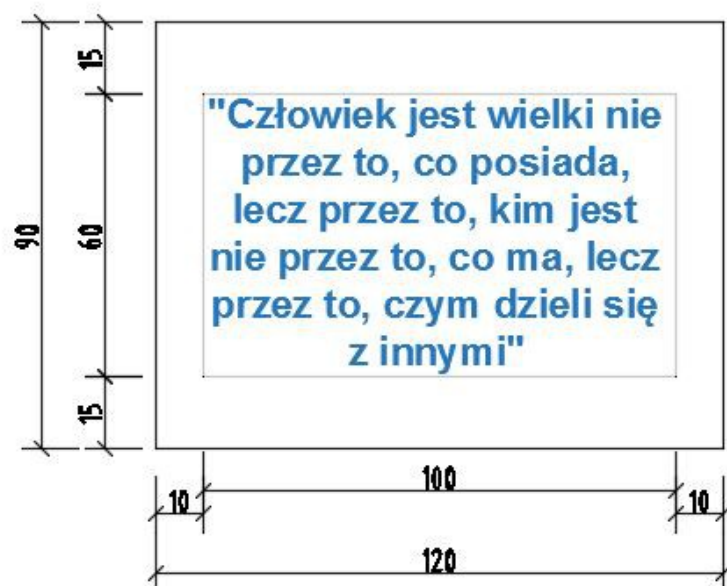 15
"Człowiek jest wielki nie
przez to, co posiada,
lecz przez to, kim jest
nie przez to, co ma, lecz
przez to, czym dzieli się
z innymi"
90
60
15
100
10
10
120